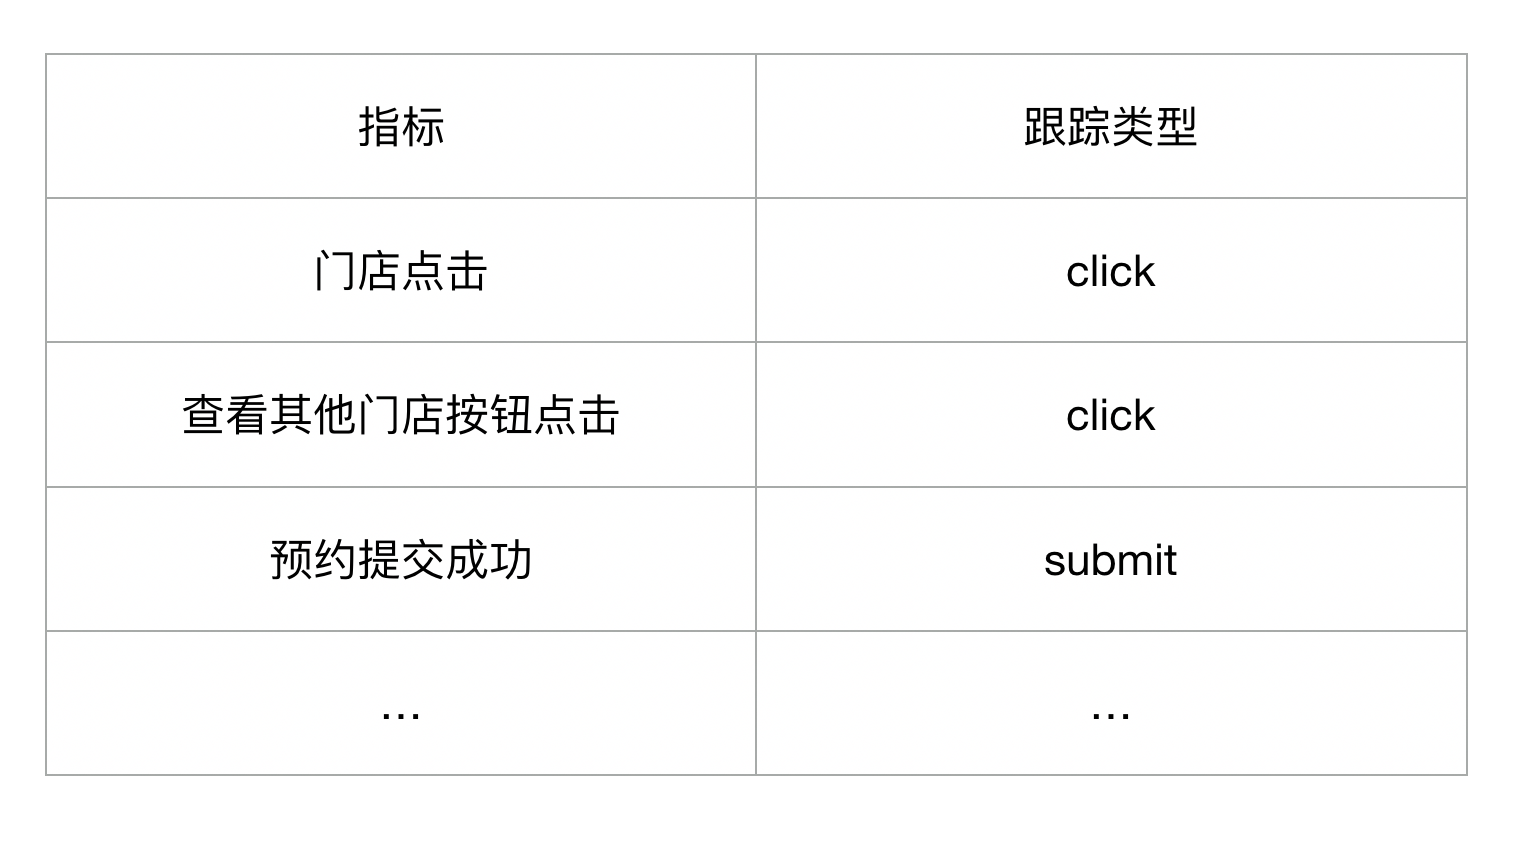 指标 跟踪类型
门店点击 click
查看其他门店按钮点击 click
预约提交成功 submit
... ...